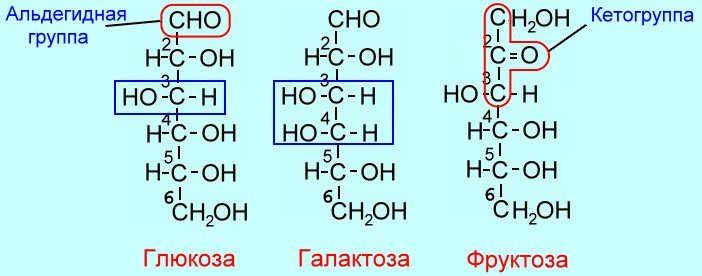 Альдегидная
группа
CHO
2
H-C-OH
3
HO-C-H
4
H-C-OH
5
H-C-OH
6
CH2OH
Глюкоза
CHO
2
H-C-OH
3
HO-C-H
4
HO-C-H
5
H-C-OH
6
CH2OH
Галактоза
Кетогруппа
CH2OH
2
C=O
3
HO-C-H
4
H-C-OH
5
H-C-OH
6
CH2OH
Фруктоза